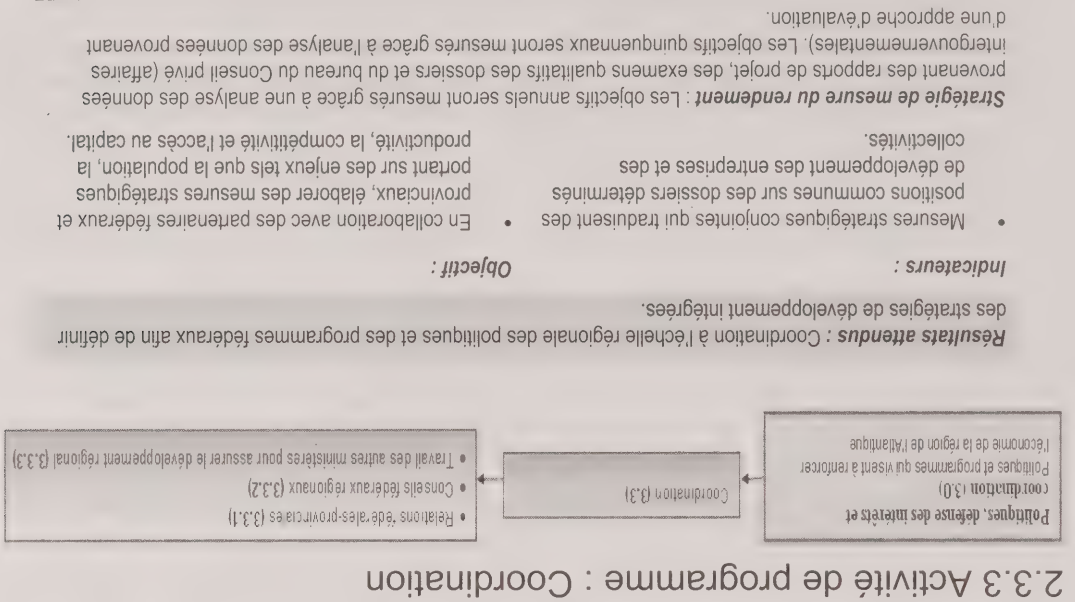 2.3.3 Activité de programme : Coordination
Politiques, défense des intérêts et
coordination (3.0)
Politiques et programmes qui visent à renforcer
l'économie de la région de l'Atlantique
Coordination (3.3)
• Relations fédérales-provinciales (3.3.1)
• Conseils fédéraux régionaux (3.3.2)
• Travail des autres ministères pour assurer le développement régional (3.3.3)
Résultats attendus : Coordination à l'échelle régionale des politiques et des programmes fédéraux afin de définir
des stratégies de développement intégrées.
Indicateurs :
• Mesures stratégiques conjointes qui traduisent des
positions communes sur des dossiers déterminés
de développement des entreprises et des
collectivités.
Objectif :
• En collaboration avec des partenaires fédéraux et
provinciaux, élaborer des mesures stratégiques
portant sur des enjeux tels que la population, la
productivité, la compétitivité et l'accès au capital.
Stratégie de mesure du rendement : Les objectifs annuels seront mesurés grâce à une analyse des données
provenant des rapports de projet, des examens qualitatifs des dossiers et du bureau du Conseil privé (affaires
intergouvernementales). Les objectifs quinquennaux seront mesurés grâce à l'analyse des données provenant
d'une approche d'évaluation.